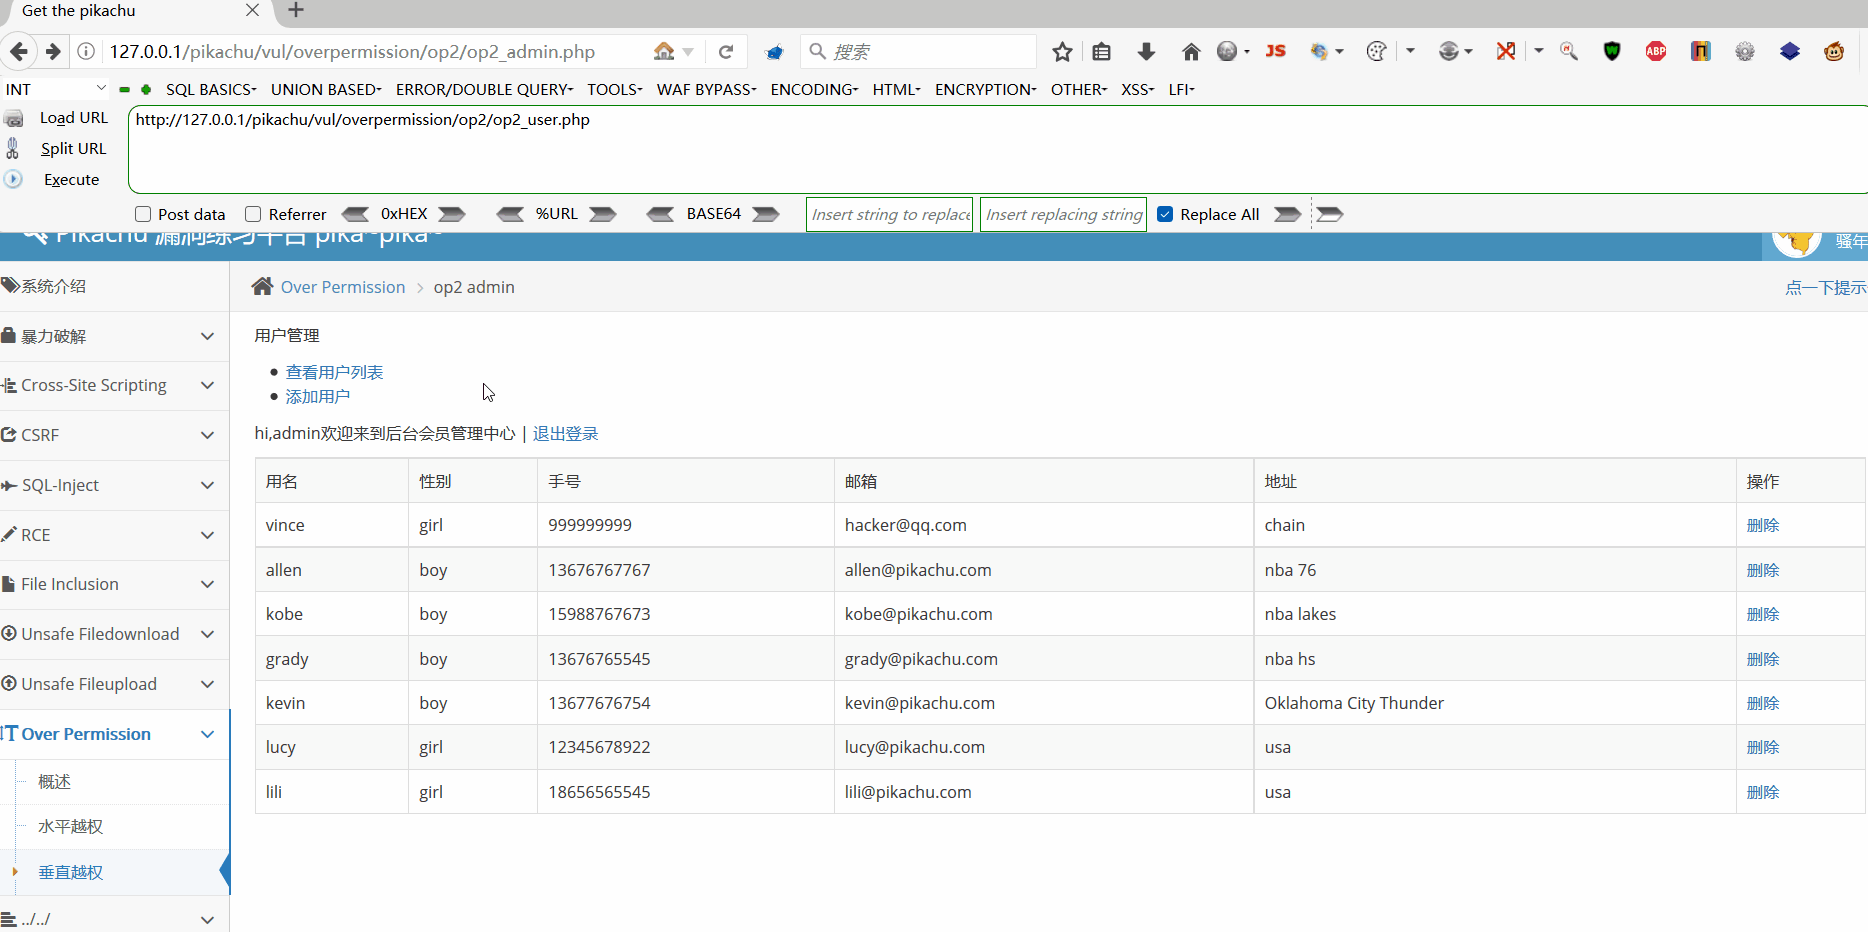 Get the pikachu
127.0.0.1/pikachu/vul/overpermission/op2/op2_admin.php
搜索
JS
ABP
INT
SQL BASICS
UNION BASED
ERROR/DOUBLE QUERY
TOOLS
WAF BYPASS
ENCODING
HTML
ENCRYPTION
OTHER
XSS
LFI
Load URL
http://127.0.0.1/pikachu/vul/overpermission/op2/op2_user.php
Split URL
Execute
Post data
Referrer
0xHEX
%URL
BASE64
Insert string to replace
Insert replacing string
Replace All
Pikachu 漏洞练习平台 pika~pika~
骚年
系统介绍
暴力破解
Cross-Site Scripting
CSRF
SQL-Inject
RCE
File Inclusion
Unsafe Filedownload
Unsafe Fileupload
Over Permission
概述
水平越权
垂直越权
../../
Over Permission > op2 admin
点一下提示
用户管理
查看用户列表
添加用户
hi,admin欢迎来到后台会员管理中心 | 退出登录
用名 性别 手号 邮箱 地址 操作
vince girl 999999999 hacker@qq.com chain 删除
allen boy 13676767767 allen@pikachu.com nba 76 删除
kobe boy 15988767673 kobe@pikachu.com nba lakes 删除
grady boy 13676765545 grady@pikachu.com nba hs 删除
kevin boy 13677676754 kevin@pikachu.com Oklahoma City Thunder 删除
lucy girl 12345678922 lucy@pikachu.com usa 删除
lili girl 18656565545 lili@pikachu.com usa 删除